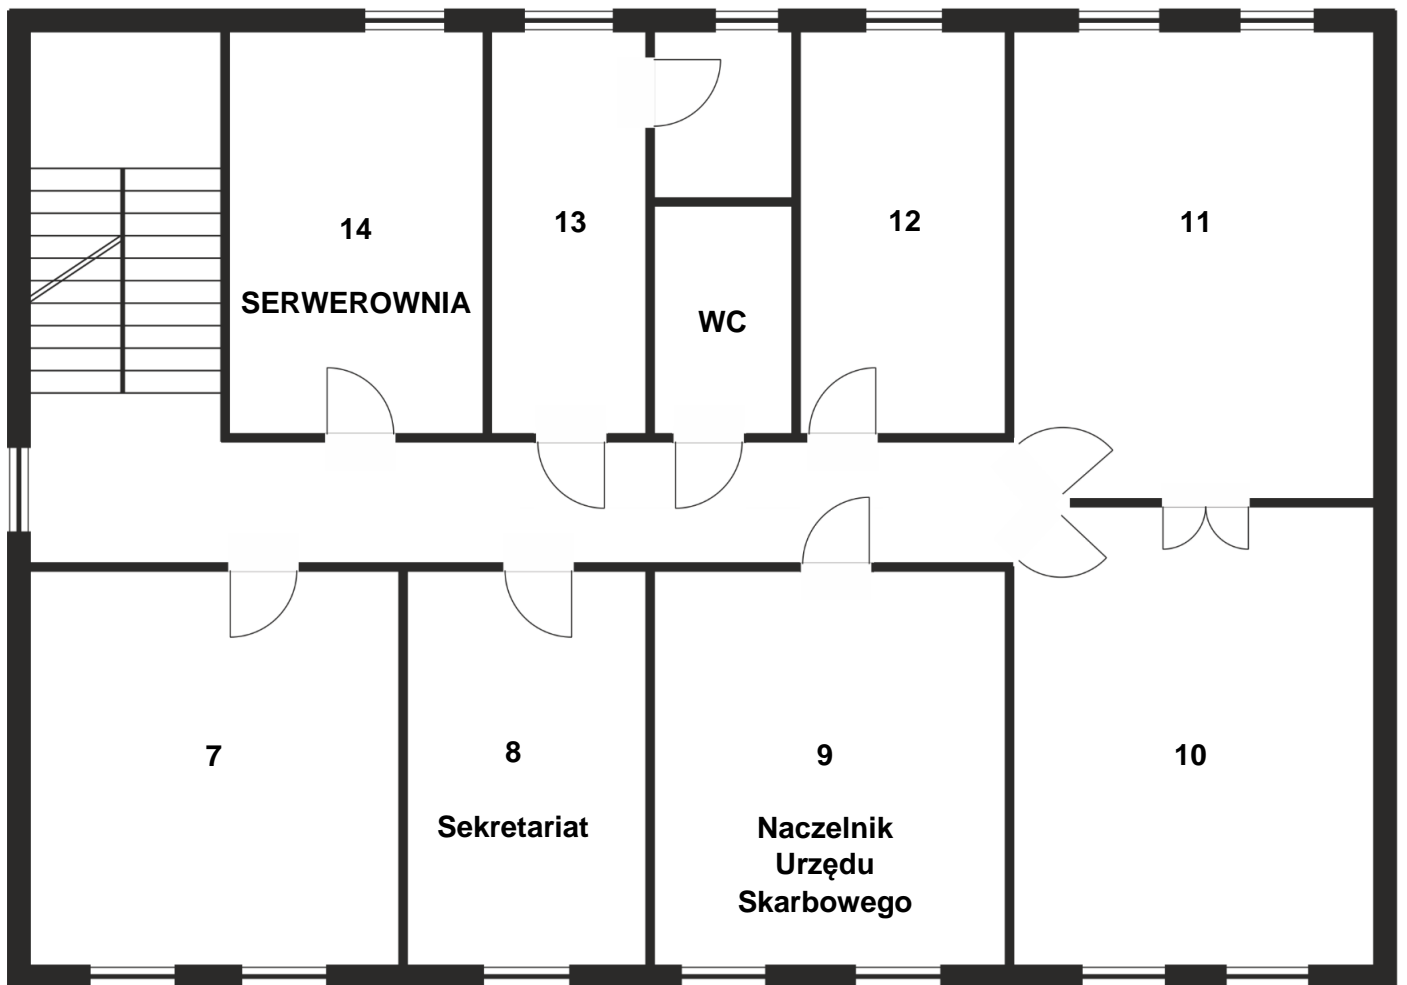 14
SERWEROWNIA
13
WC
12
11
7
8
Sekretariat
9
Naczelnik
Urzędu
Skarbowego
10